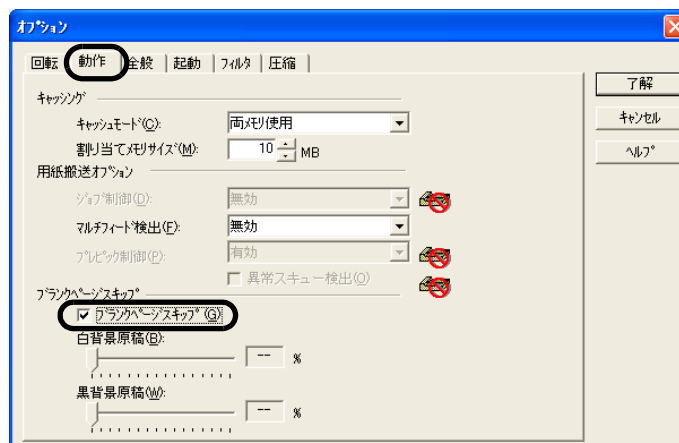 オプション
回転 動作 全般 起動 フィルタ 圧縮
了解
キャンセル
ヘルプ
キャッシング
キャッシュモード(C): 両メモリ使用
割り当てメモリサイズ(M): 10 MB
用紙搬送オプション
ジョブ制御(D): 無効
マルチフィード検出(F): 無効
プレピック制御(P): 有効
異常スキュー検出(O)
ブランクページスキップ
ブランクページスキップ(G)
白背景原稿(B):
-- %
黒背景原稿(W):
-- %